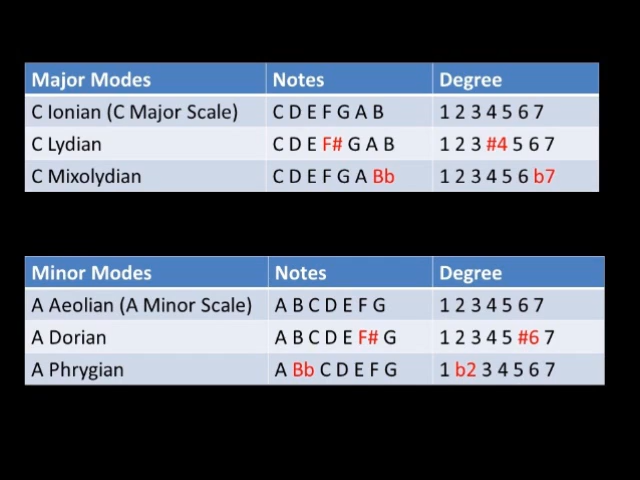 Major Modes Notes Degree
C Ionian (C Major Scale) C D E F G A B 1 2 3 4 5 6 7
C Lydian C D E F# G A B 1 2 3 #4 5 6 7
C Mixolydian C D E F G A Bb 1 2 3 4 5 6 b7
Minor Modes Notes Degree
A Aeolian (A Minor Scale) A B C D E F G 1 2 3 4 5 6 7
A Dorian A B C D E F# G 1 2 3 4 5 #6 7
A Phrygian A Bb C D E F G 1 b2 3 4 5 6 7